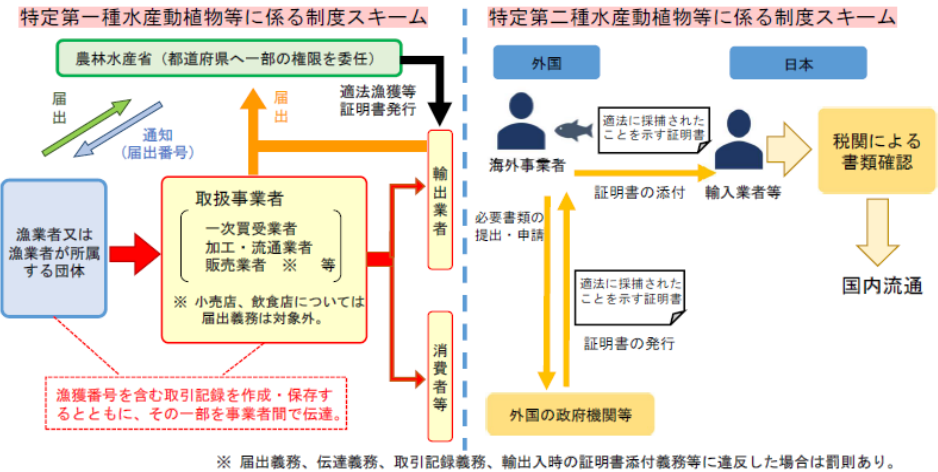 特定第一種水産動植物等に係る制度スキーム
農林水産省（都道府県へ一部の権限を委任）
届出
通知
（届出番号）
届出
適法漁獲等
証明書発行
漁業者又は
漁業者が所属
する団体
取扱事業者
一次買受業者
加工・流通業者
販売業者　※　等
※ 小売店、飲食店については
届出義務は対象外。
輸出業者
消費者等
漁獲番号を含む取引記録を作成・保存
するとともに、その一部を事業者間で伝達。
特定第二種水産動植物等に係る制度スキーム
外国
日本
海外事業者
適法に採捕された
ことを示す証明書
証明書の添付
輸入業者等
税関による
書類確認
国内流通
必要書類の
提出・申請
適法に採捕された
ことを示す証明書
証明書の発行
外国の政府機関等
※ 届出義務、伝達義務、取引記録義務、輸出入時の証明書添付義務等に違反した場合は罰則あり。